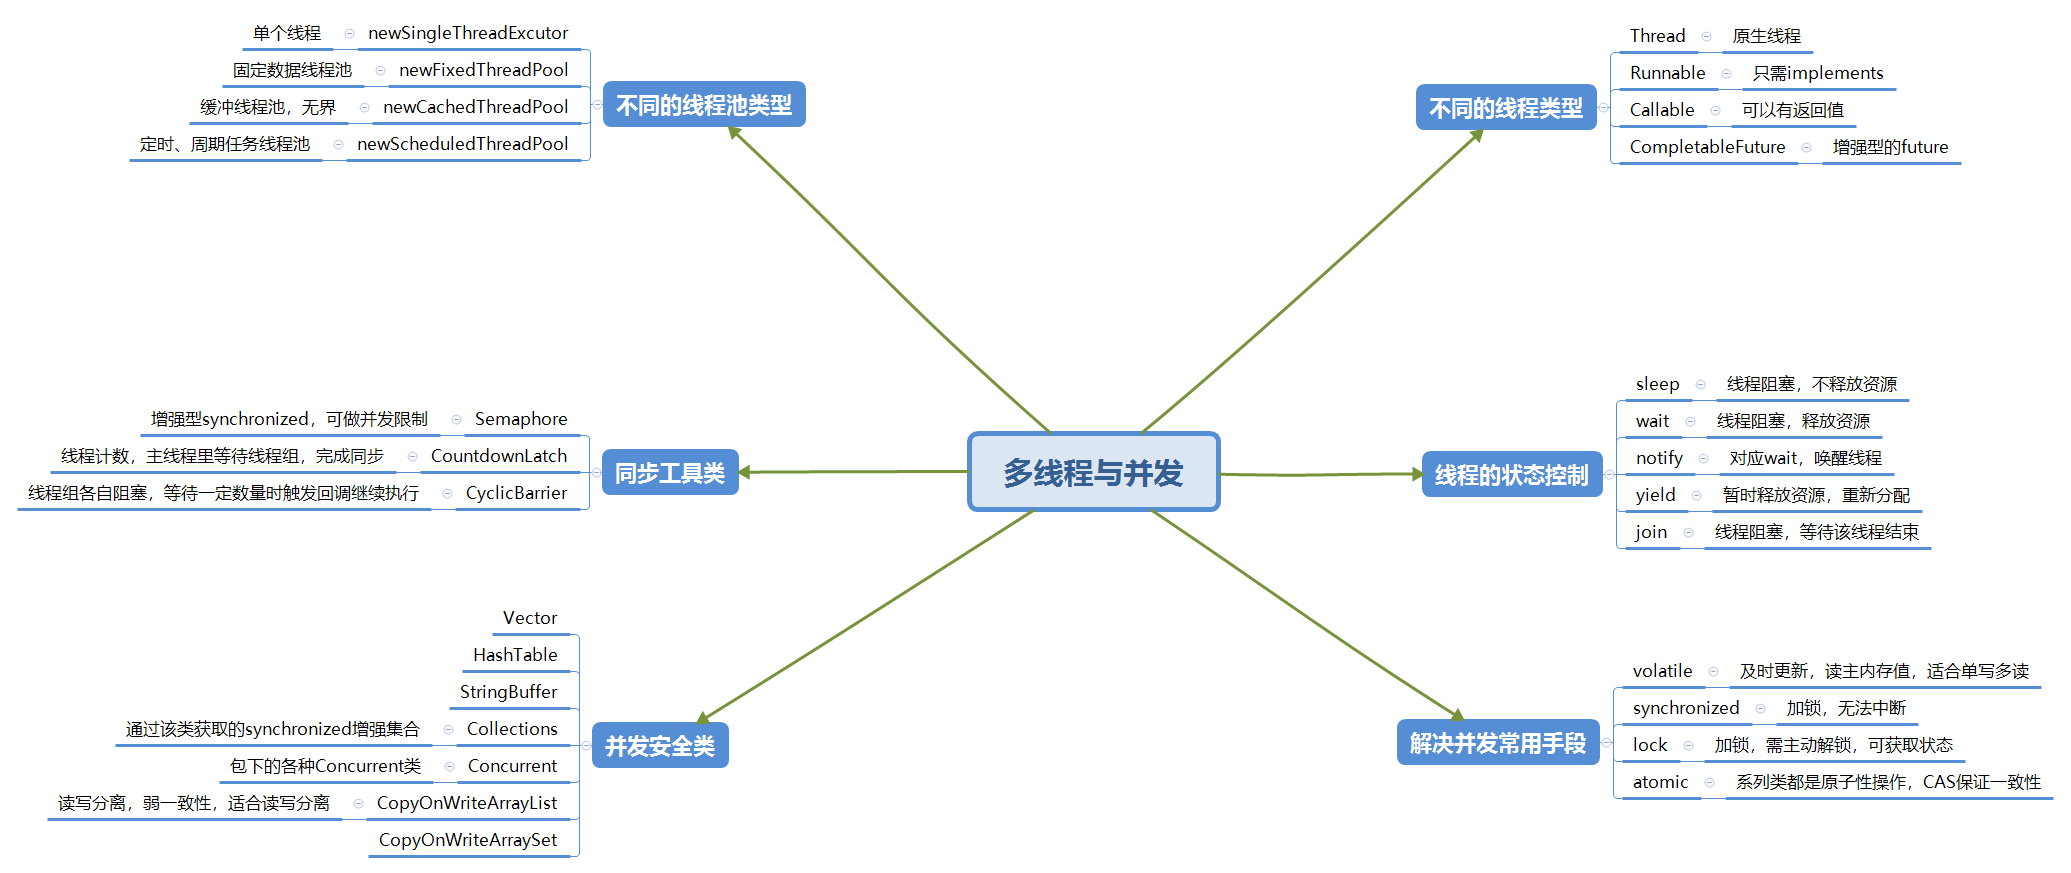 多线程与并发
不同的线程池类型
单个线程 newSingleThreadExcutor
固定数据线程池 newFixedThreadPool
缓冲线程池，无界 newCachedThreadPool
定时、周期任务线程池 newScheduledThreadPool
同步工具类
增强型synchronized，可做并发限制 Semaphore
线程计数，主线程里等待线程组，完成同步 CountdownLatch
线程组各自阻塞，等待一定数量时触发回调继续执行 CyclicBarrier
并发安全类
Vector
HashTable
StringBuffer
通过该类获取的synchronized增强集合 Collections
包下的各种Concurrent类 Concurrent
读写分离，弱一致性，适合读写分离 CopyOnWriteArrayList
CopyOnWriteArraySet
不同的线程类型
Thread 原生线程
Runnable 只需implements
Callable 可以有返回值
CompletableFuture 增强型的future
线程的状态控制
sleep 线程阻塞，不释放资源
wait 线程阻塞，释放资源
notify 对应wait，唤醒线程
yield 暂时释放资源，重新分配
join 线程阻塞，等待该线程结束
解决并发常用手段
volatile 及时更新，读主内存值，适合单写多读
synchronized 加锁，无法中断
lock 加锁，需主动解锁，可获取状态
atomic 系列类都是原子性操作，CAS保证一致性